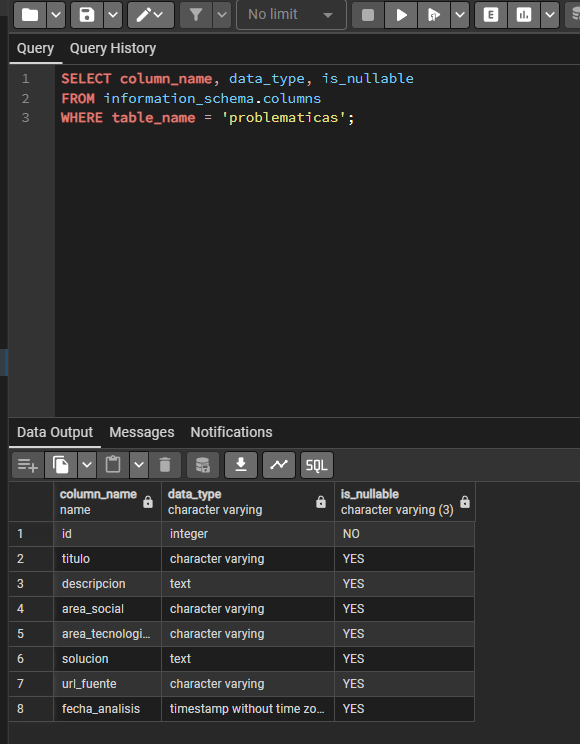 No limit
E
Query Query History
1 SELECT column_name, data_type, is_nullable
2 FROM information_schema.columns
3 WHERE table_name = 'problematicas';
Data Output Messages Notifications
SQL
column_name data_type is_nullable
name character varying character varying (3)
1 id integer NO
2 titulo character varying YES
3 descripcion text YES
4 area_social character varying YES
5 area_tecnologi... character varying YES
6 solucion text YES
7 url_fuente character varying YES
8 fecha_analisis timestamp without time zo... YES